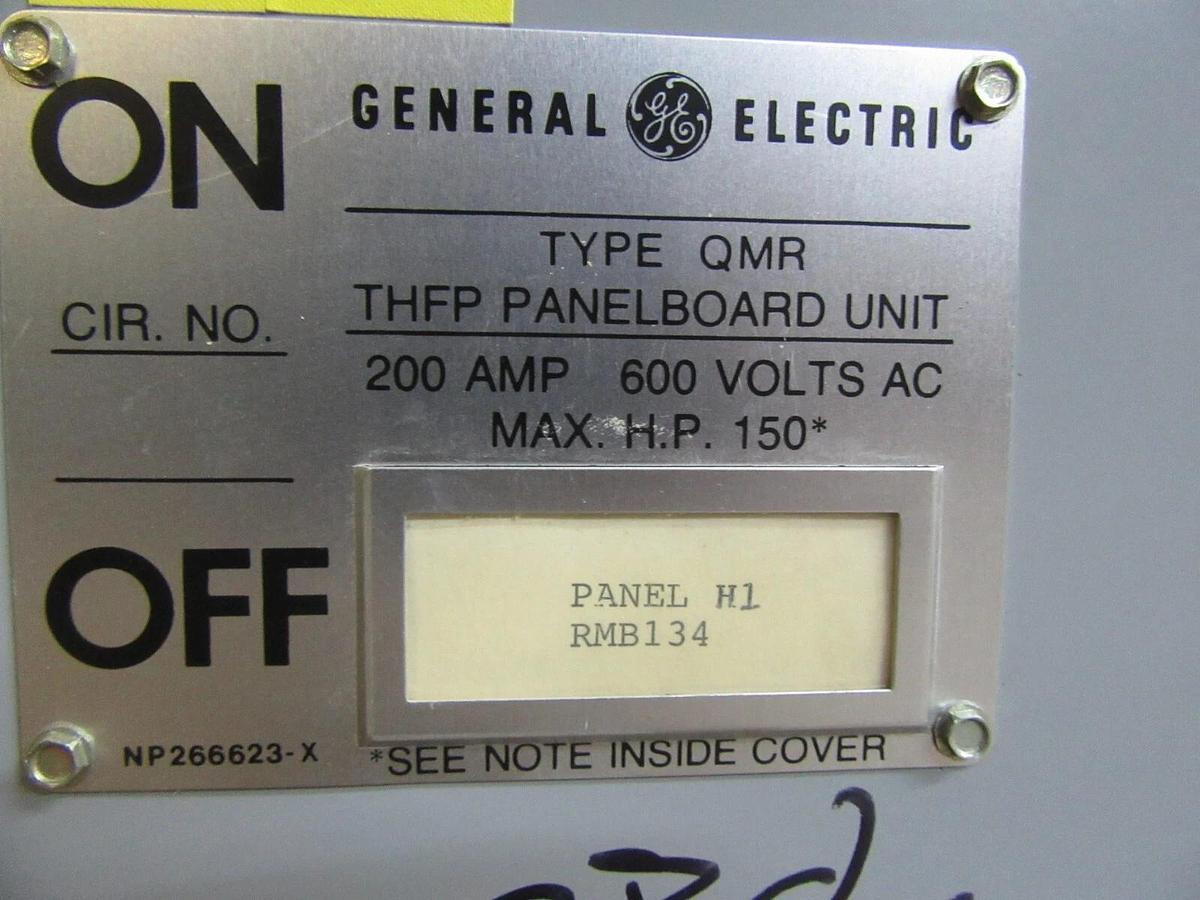 ON
GENERAL GE ELECTRIC
TYPE QMR
THFP PANELBOARD UNIT
CIR. NO.
200 AMP 600 VOLTS AC
MAX. H.P. 150*
OFF
PANEL H1
RMB134
NP266623-X
*SEE NOTE INSIDE COVER